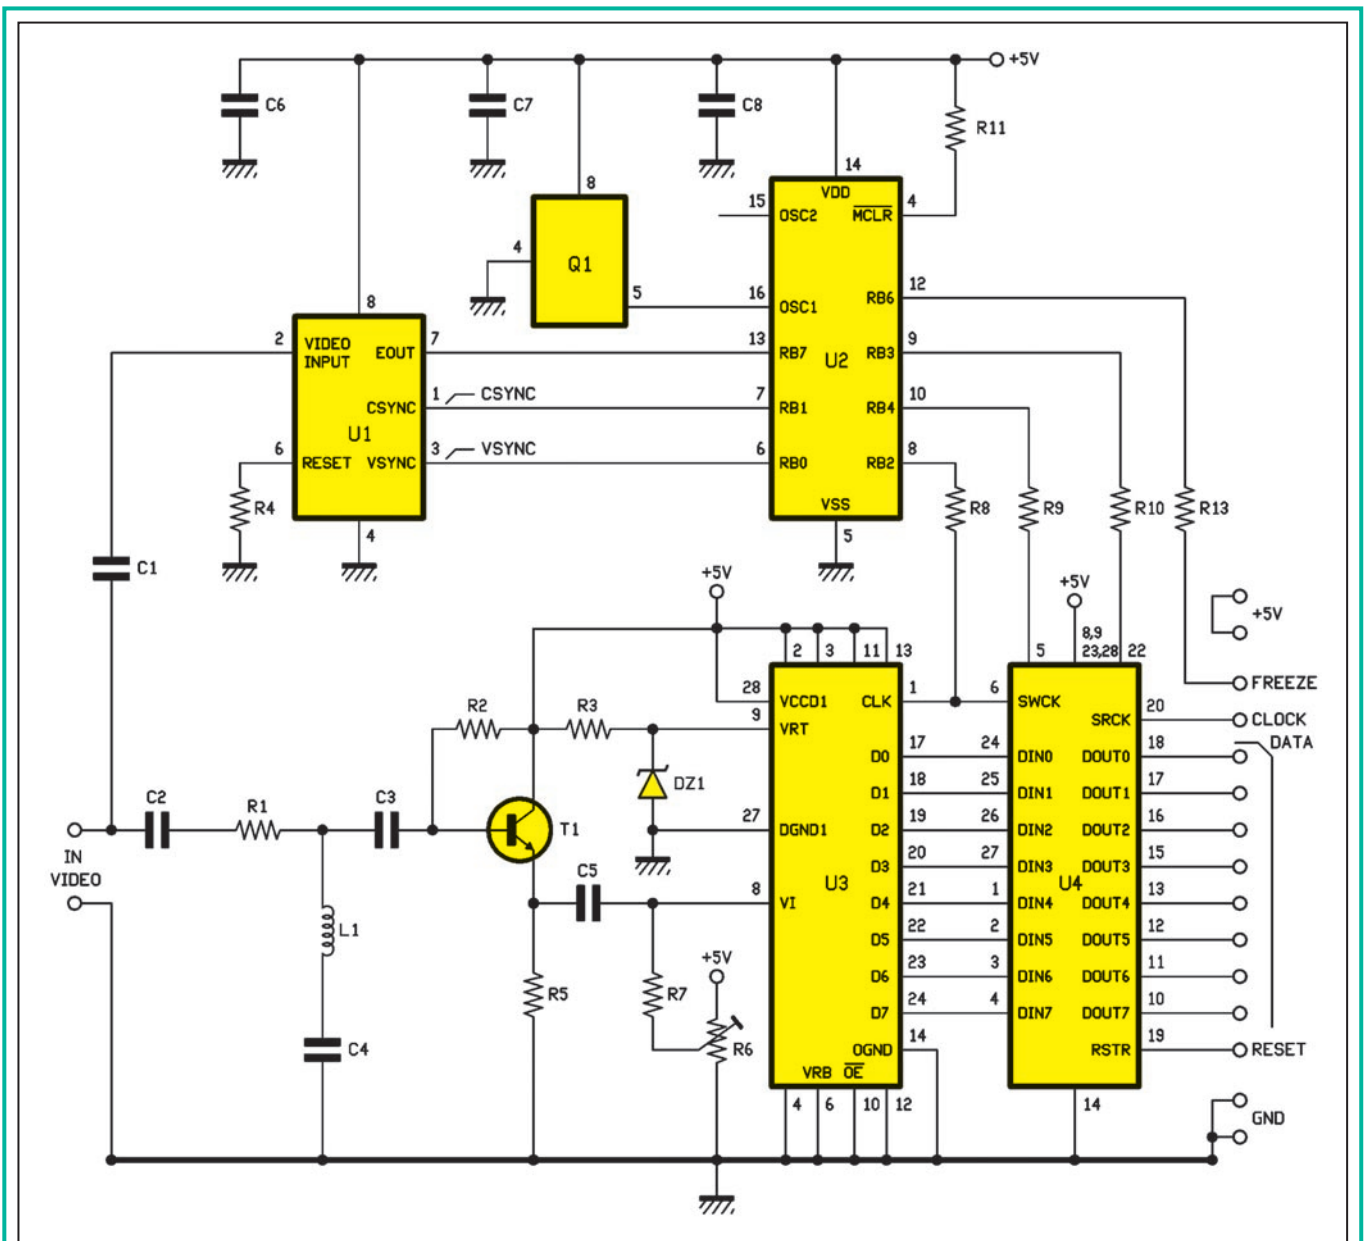 +5V
C6
C7
C8
R11
14
8
VDD
15
OSC2
MCLR
4
4
Q1
5
16
OSC1
RB6
12
8
2
VIDEO
INPUT
EOUT
7
13
RB7
U2
RB3
9
CSYNC
1
CSYNC
7
RB1
RB4
10
U1
6
RESET
VSYNC
3
VSYNC
6
RB0
RB2
8
R4
4
VSS
5
R8
R9
R10
R13
C1
+5V
+5V
8,9
23,28
5
22
+5V
2
3
11
13
28
VCCD1
CLK
1
6
SWCK
FREEZE
R2
R3
9
VRT
SRCK
20
CLOCK
DATA
D0
17
24
DIN0
DOUT0
18
DZ1
D1
18
25
DIN1
DOUT1
17
C2
R1
C3
T1
27
DGND1
D2
19
26
DIN2
DOUT2
16
IN
VIDEO
D3
20
27
DIN3
DOUT3
15
C5
U3
U4
8
VI
D4
21
1
DIN4
DOUT4
13
L1
D5
22
2
DIN5
DOUT5
12
+5V
D6
23
3
DIN6
DOUT6
11
R5
R7
D7
24
4
DIN7
DOUT7
10
C4
R6
OGND
14
RSTR
19
RESET
VRB
OE
4
6
10
12
14
GND